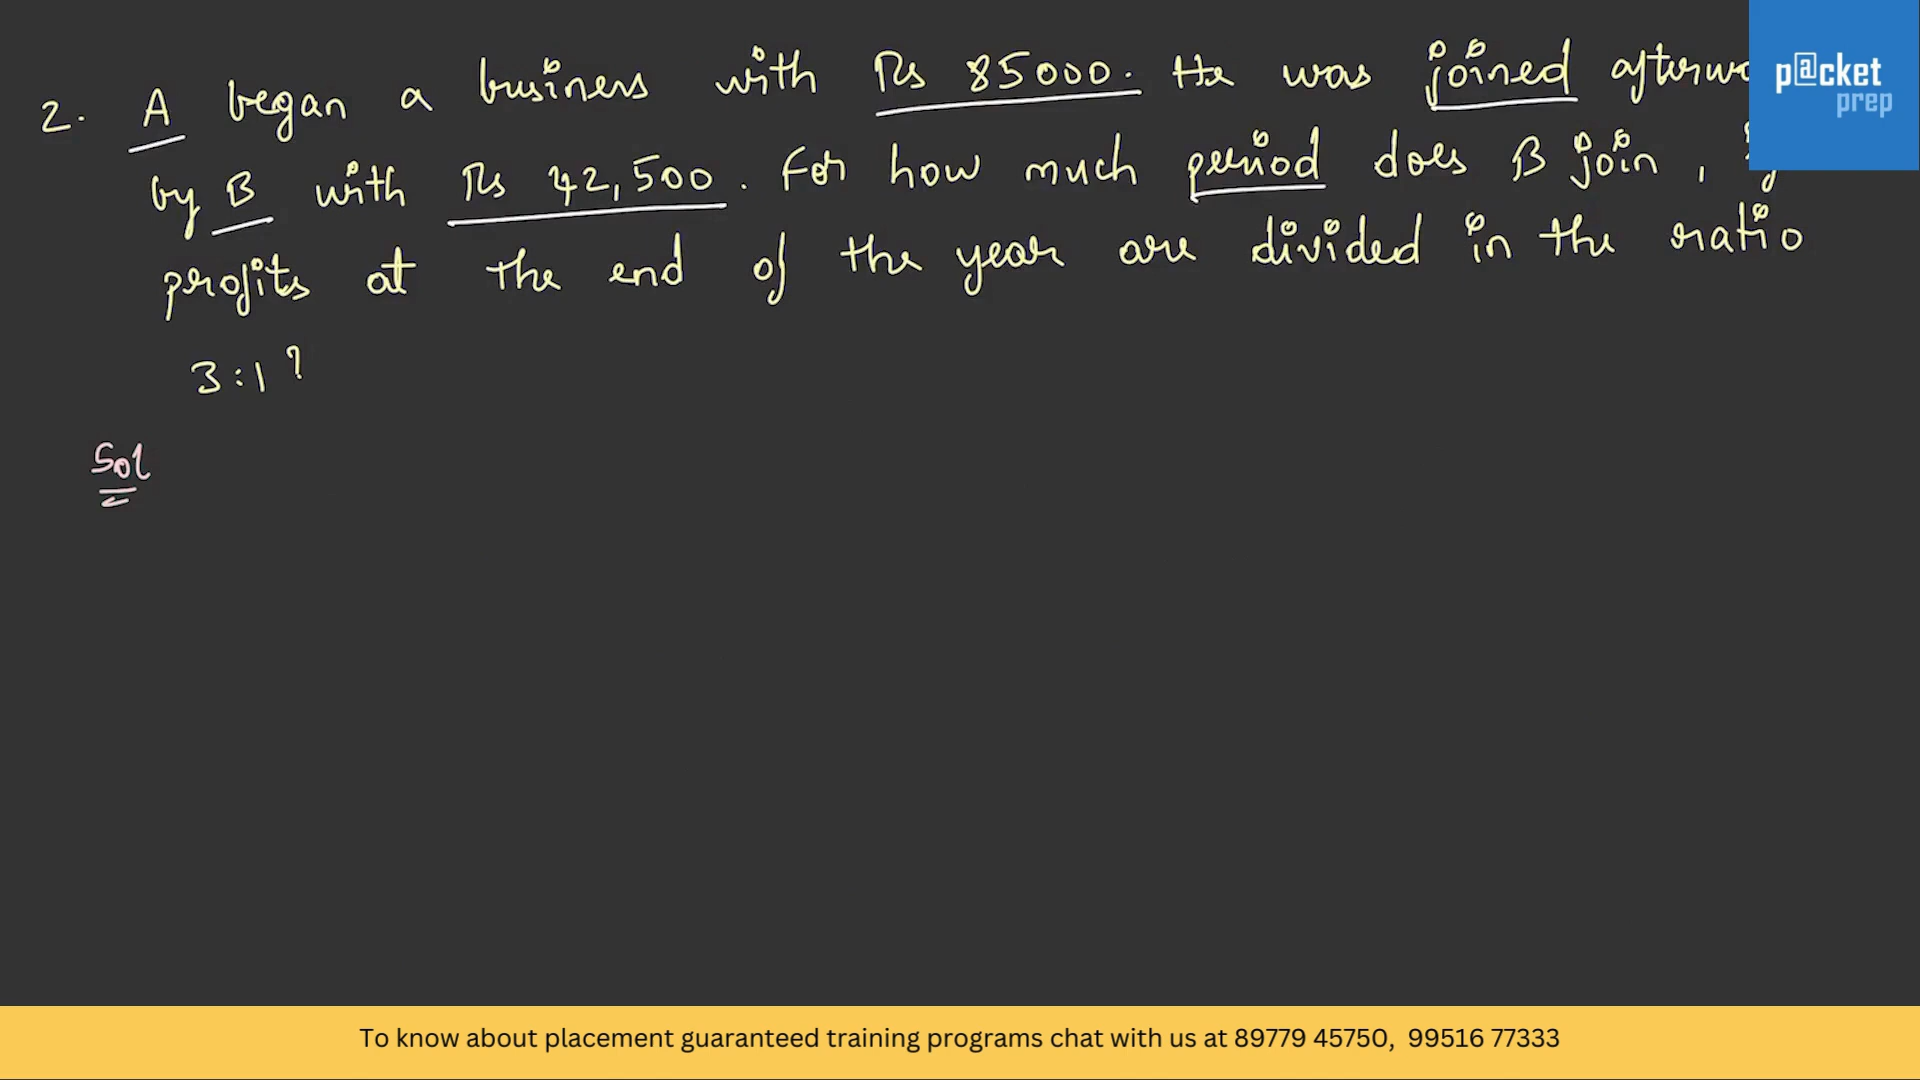 2. A began a business with Rs 85000. He was joined afterwa
by B with Rs 42,500. For how much period does B join,
profits at the end of the year are divided in the ratio
3:1?
Sol
p@cket
prep
To know about placement guaranteed training programs chat with us at 89779 45750, 99516 77333